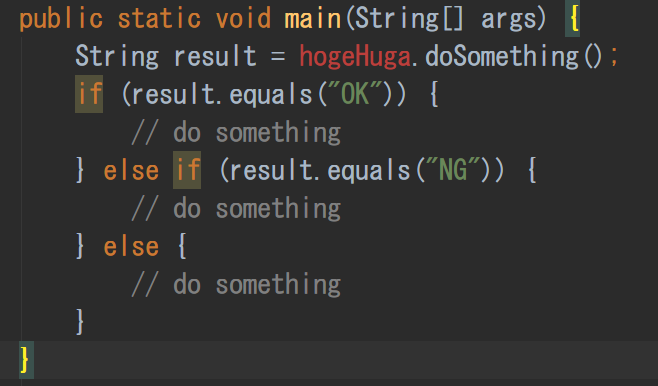 public static void main(String[] args) {
    String result = hogeHuga.doSomething();
    if (result.equals("OK")) {
        // do something
    } else if (result.equals("NG")) {
        // do something
    } else {
        // do something
    }
}